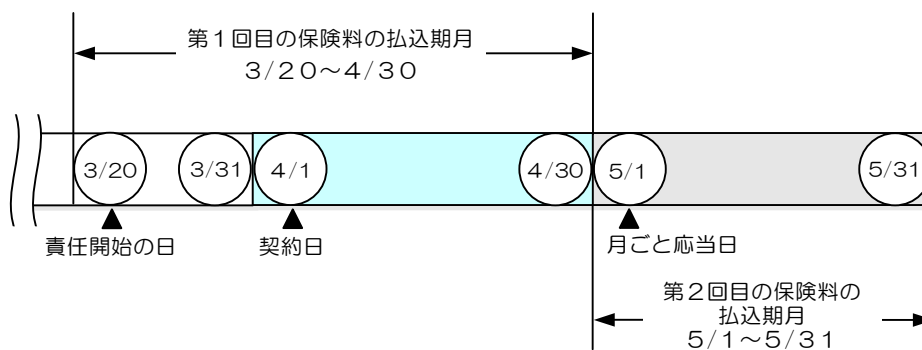 第１回目の保険料の払込期月
３/２０～４/３０
3/20
3/31
4/1
4/30
5/1
5/31
責任開始の日
契約日
月ごと応当日
第２回目の保険料の
払込期月
５/１～５/３１